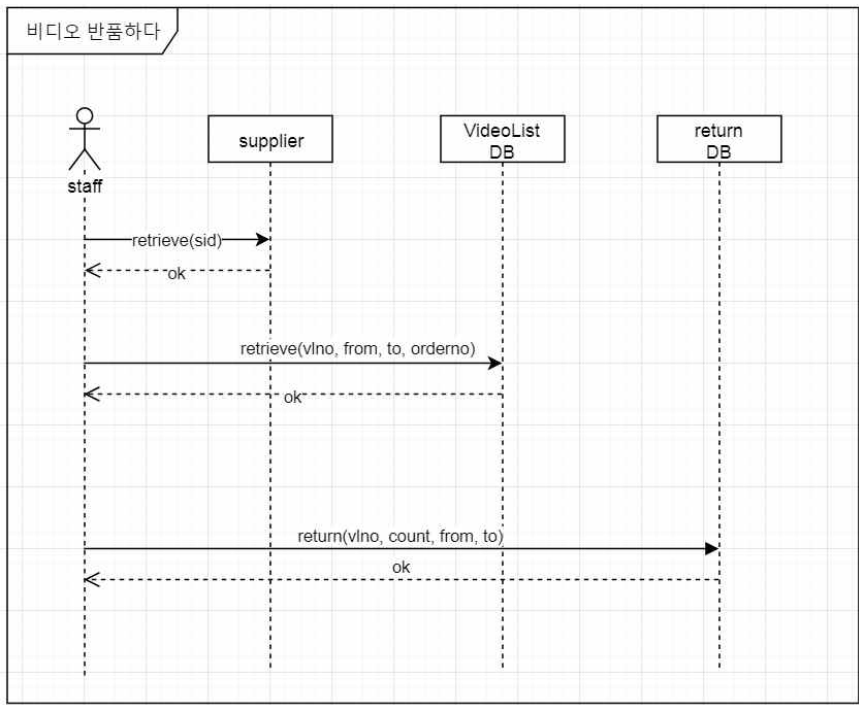 비디오 반품하다
supplier
VideoList
DB
return
DB
staff
retrieve(sid)
ok
retrieve(vlno, from, to, orderno)
ok
return(vlno, count, from, to)
ok